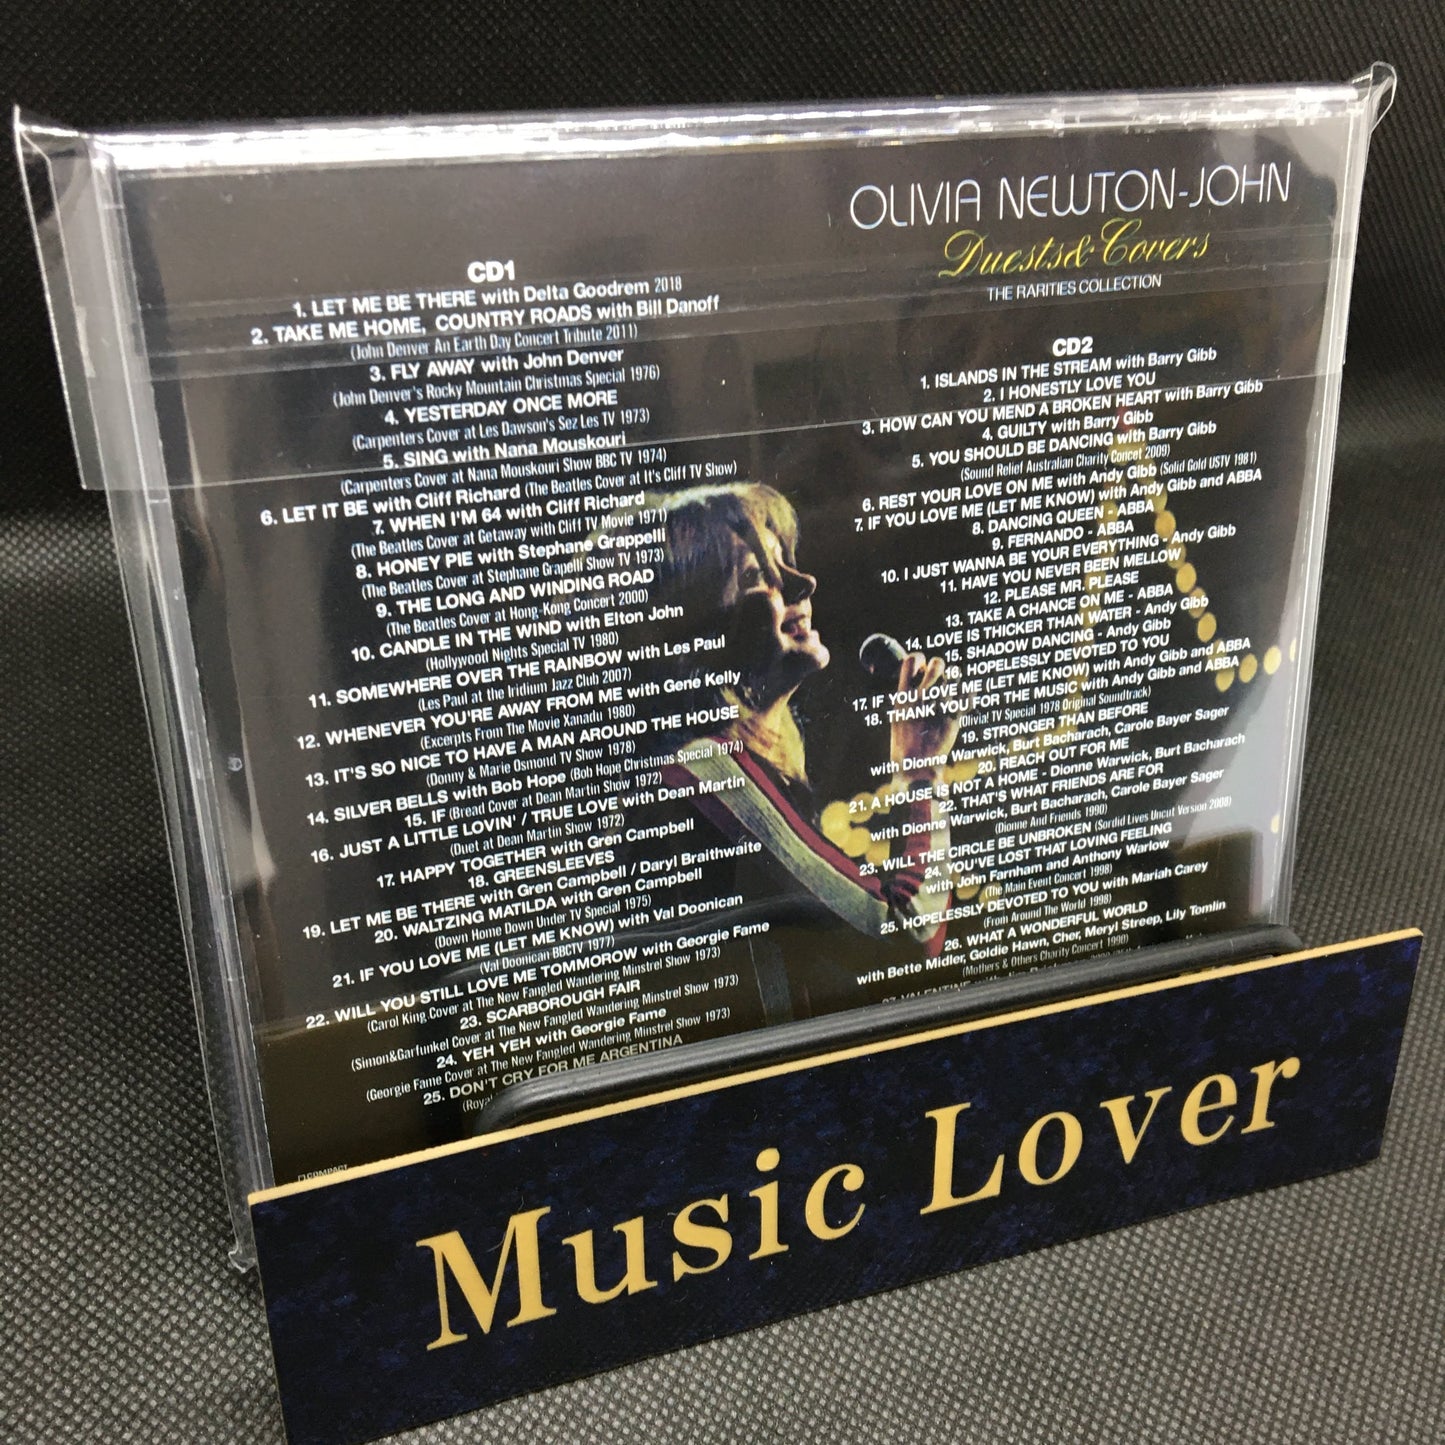 OLIVIA NEWTON-JOHN
Duests& Covers
THE RARITIES COLLECTION
CD1
1. LET ME BE THERE with Delta Goodrem 2018
2. TAKE ME HOME, COUNTRY ROADS with Bill Danoff
(John Denver An Earth Day Concert Tribute 2011)
3. FLY AWAY with John Denver
(John Denver's Rocky Mountain Christmas Special 1976)
4. YESTERDAY ONCE MORE
(Carpenters Cover at Les Dawson's Sez Les TV 1973)
5. SING with Nana Mouskouri
(Carpenters Cover at Nana Mouskouri Show BBC TV 1974)
6. LET IT BE with Cliff Richard (The Beatles Cover at It's Cliff TV Show)
7. WHEN I'M 64 with Cliff Richard
(The Beatles Cover at Getaway with Cliff TV Movie 1971)
8. HONEY PIE with Stephane Grappelli
(The Beatles Cover at Stephane Grapelli Show TV 1973)
9. THE LONG AND WINDING ROAD
(The Beatles Cover at Hong-Kong Concert 2000)
10. CANDLE IN THE WIND with Elton John
(Hollywood Nights Special TV 1980)
11. SOMEWHERE OVER THE RAINBOW with Les Paul
(Les Paul at the Iridium Jazz Club 2007)
12. WHENEVER YOU'RE AWAY FROM ME with Gene Kelly
(Excerpts From The Movie Xanadu 1980)
13. IT'S SO NICE TO HAVE A MAN AROUND THE HOUSE
(Donny & Marie Osmond TV Show 1978)
14. SILVER BELLS with Bob Hope (Bob Hope Christmas Special 1974)
15. IF (Bread Cover at Dean Martin Show 1972)
16. JUST A LITTLE LOVIN' / TRUE LOVE with Dean Martin
(Duet at Dean Martin Show 1972)
17. HAPPY TOGETHER with Gren Campbell
18. GREENSLEEVES
19. LET ME BE THERE with Gren Campbell / Daryl Braithwaite
20. WALTZING MATILDA with Gren Campbell
(Down Home Down Under TV Special 1975)
21. IF YOU LOVE ME (LET ME KNOW) with Val Doonican
(Val Doonican BBCTV 1977)
22. WILL YOU STILL LOVE ME TOMMOROW with Georgie Fame
(Carol King Cover at The New Fangled Wandering Minstrel Show 1973)
23. SCARBOROUGH FAIR
(Simon&Garfunkel Cover at The New Fangled Wandering Minstrel Show 1973)
24. YEH YEH with Georgie Fame
(Georgie Fame Cover at The New Fangled Wandering Minstrel Show 1973)
25. DON'T CRY FOR ME ARGENTINA
(Royal
COMPACT
CD2
1. ISLANDS IN THE STREAM with Barry Gibb
2. I HONESTLY LOVE YOU
3. HOW CAN YOU MEND A BROKEN HEART with Barry Gibb
4. GUILTY with Barry Gibb
5. YOU SHOULD BE DANCING with Barry Gibb
(Sound Relief Australian Charity Concet 2009)
6. REST YOUR LOVE ON ME with Andy Gibb (Solid Gold USTV 1981)
7. IF YOU LOVE ME (LET ME KNOW) with Andy Gibb and ABBA
8. DANCING QUEEN - ABBA
9. FERNANDO - ABBA
10. I JUST WANNA BE YOUR EVERYTHING - Andy Gibb
11. HAVE YOU NEVER BEEN MELLOW
12. PLEASE MR. PLEASE
13. TAKE A CHANCE ON ME - ABBA
14. LOVE IS THICKER THAN WATER - Andy Gibb
15. SHADOW DANCING - Andy Gibb
16. HOPELESSLY DEVOTED TO YOU
17. IF YOU LOVE ME (LET ME KNOW) with Andy Gibb and ABBA
18. THANK YOU FOR THE MUSIC with Andy Gibb and ABBA
(Olivia! TV Special 1978 Original Soundtrack)
19. STRONGER THAN BEFORE
with Dionne Warwick, Burt Bacharach, Carole Bayer Sager
20. REACH OUT FOR ME
21. A HOUSE IS NOT A HOME - Dionne Warwick, Burt Bacharach
22. THAT'S WHAT FRIENDS ARE FOR
with Dionne Warwick, Burt Bacharach, Carole Bayer Sager
(Dionne And Friends 1990)
23. WILL THE CIRCLE BE UNBROKEN (Sordid Lives Uncut Version 2008)
24. YOU'VE LOST THAT LOVING FEELING
with John Farnham and Anthony Warlow
(The Main Event Concert 1998)
25. HOPELESSLY DEVOTED TO YOU with Mariah Carey
(From Around The World 1998)
26. WHAT A WONDERFUL WORLD
with Bette Midler, Goldie Hawn, Cher, Meryl Streep, Lily Tomlin
(Mothers & Others Charity Concert 1990)
27. VALENTINE
Music Lover